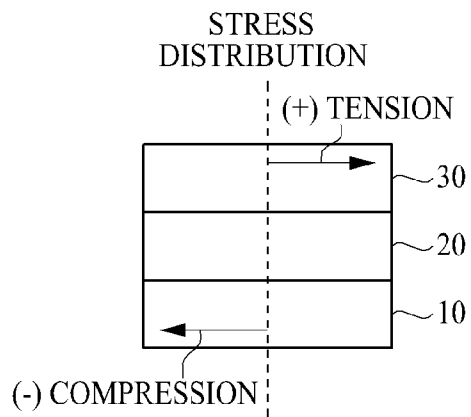 STRESS
DISTRIBUTION
(+) TENSION
30
20
10
(-) COMPRESSION